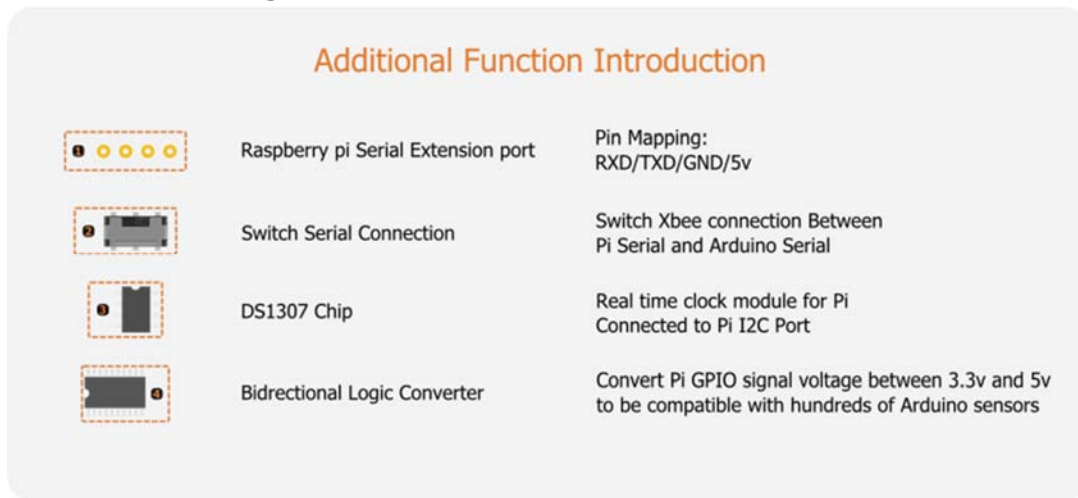 Additional Function Introduction
1
Raspberry pi Serial Extension port
Pin Mapping:
RXD/TXD/GND/5v
2
Switch Serial Connection
Switch Xbee connection Between
Pi Serial and Arduino Serial
3
DS1307 Chip
Real time clock module for Pi
Connected to Pi I2C Port
4
Bidrectional Logic Converter
Convert Pi GPIO signal voltage between 3.3v and 5v
to be compatible with hundreds of Arduino sensors